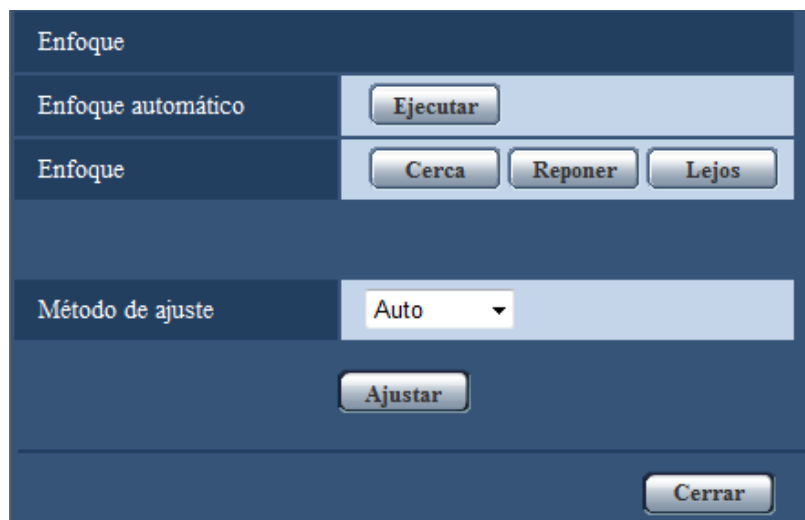 Enfoque
Enfoque automático Ejecutar
Enfoque Cerca Reponer Lejos
Método de ajuste Auto
Ajustar
Cerrar